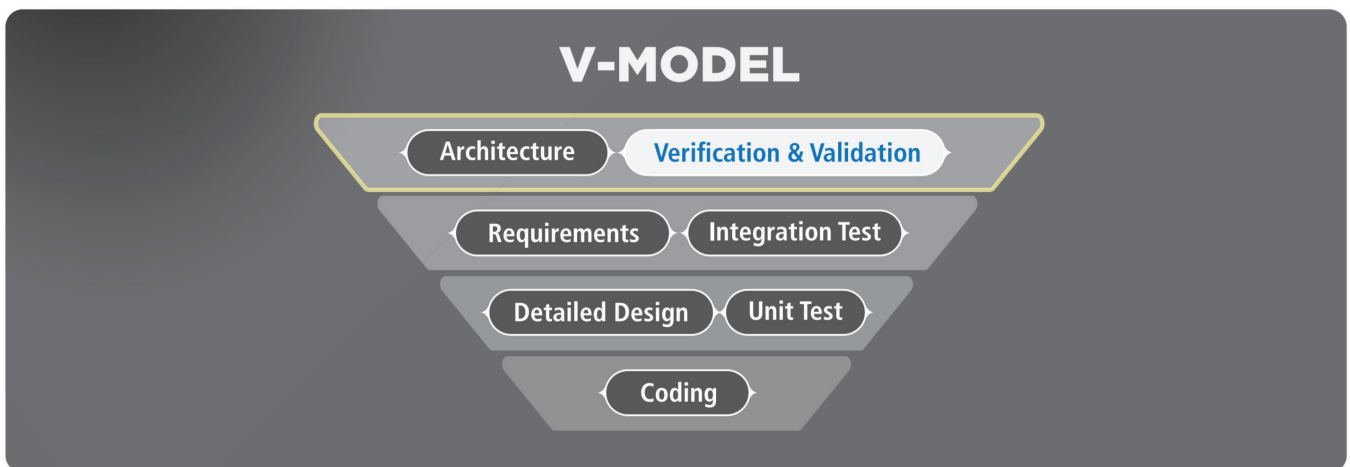 V-MODEL
Architecture Verification & Validation
Requirements Integration Test
Detailed Design Unit Test
Coding